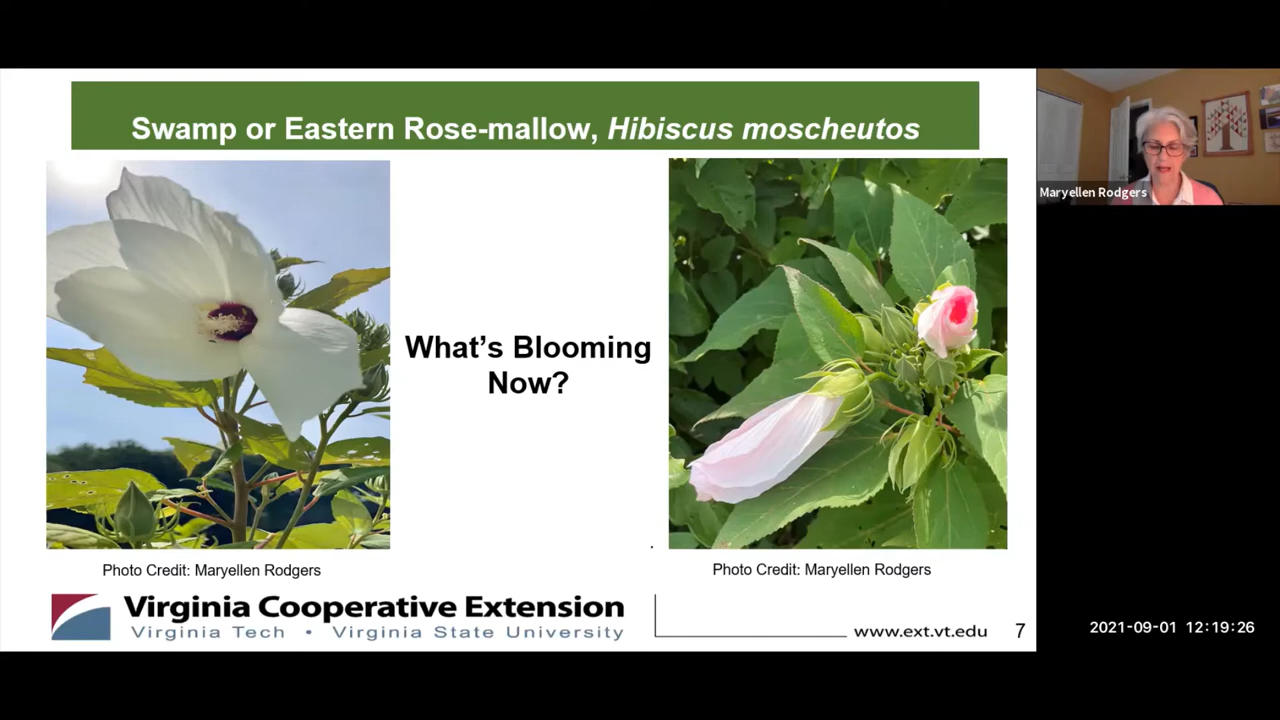 Swamp or Eastern Rose-mallow, Hibiscus moscheutos
What's Blooming
Now?
Photo Credit: Maryellen Rodgers
Photo Credit: Maryellen Rodgers
Virginia Cooperative Extension
Virginia Tech • Virginia State University
www.ext.vt.edu
7
Maryellen Rodgers
2021-09-01 12:19:26